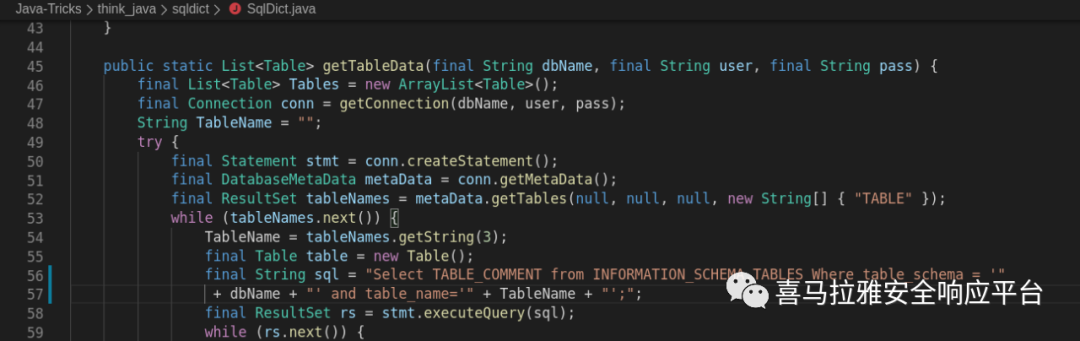 Java-Tricks > think_java > sqldict > SqlDict.java
43 }
44
45 public static List<Table> getTableData(final String dbName, final String user, final String pass) {
46 final List<Table> Tables = new ArrayList<Table>();
47 final Connection conn = getConnection(dbName, user, pass);
48 String TableName = "";
49 try {
50 final Statement stmt = conn.createStatement();
51 final DatabaseMetaData metaData = conn.getMetaData();
52 final ResultSet tableNames = metaData.getTables(null, null, null, new String[] { "TABLE" });
53 while (tableNames.next()) {
54 TableName = tableNames.getString(3);
55 final Table table = new Table();
56 final String sql = "Select TABLE_COMMENT from INFORMATION_SCHEMA.TABLES Where table_schema = '"
57 + dbName + "' and table_name='" + TableName + "';";
喜马拉雅安全响应平台
58 final ResultSet rs = stmt.executeQuery(sql);
59 while (rs.next()) {